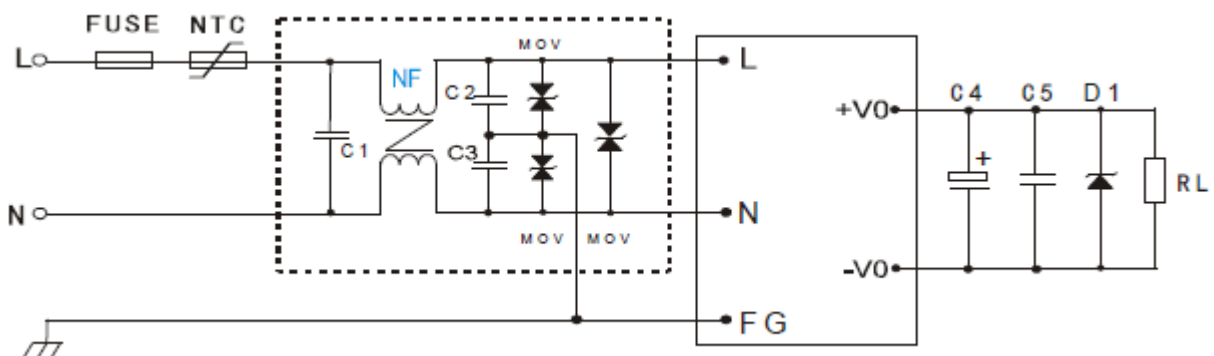 FUSE NTC
MOV
L
L
NF
C2
C4 C5 D1
+V0
C1
C3
+
RL
N
N
MOV MOV
-V0
FG